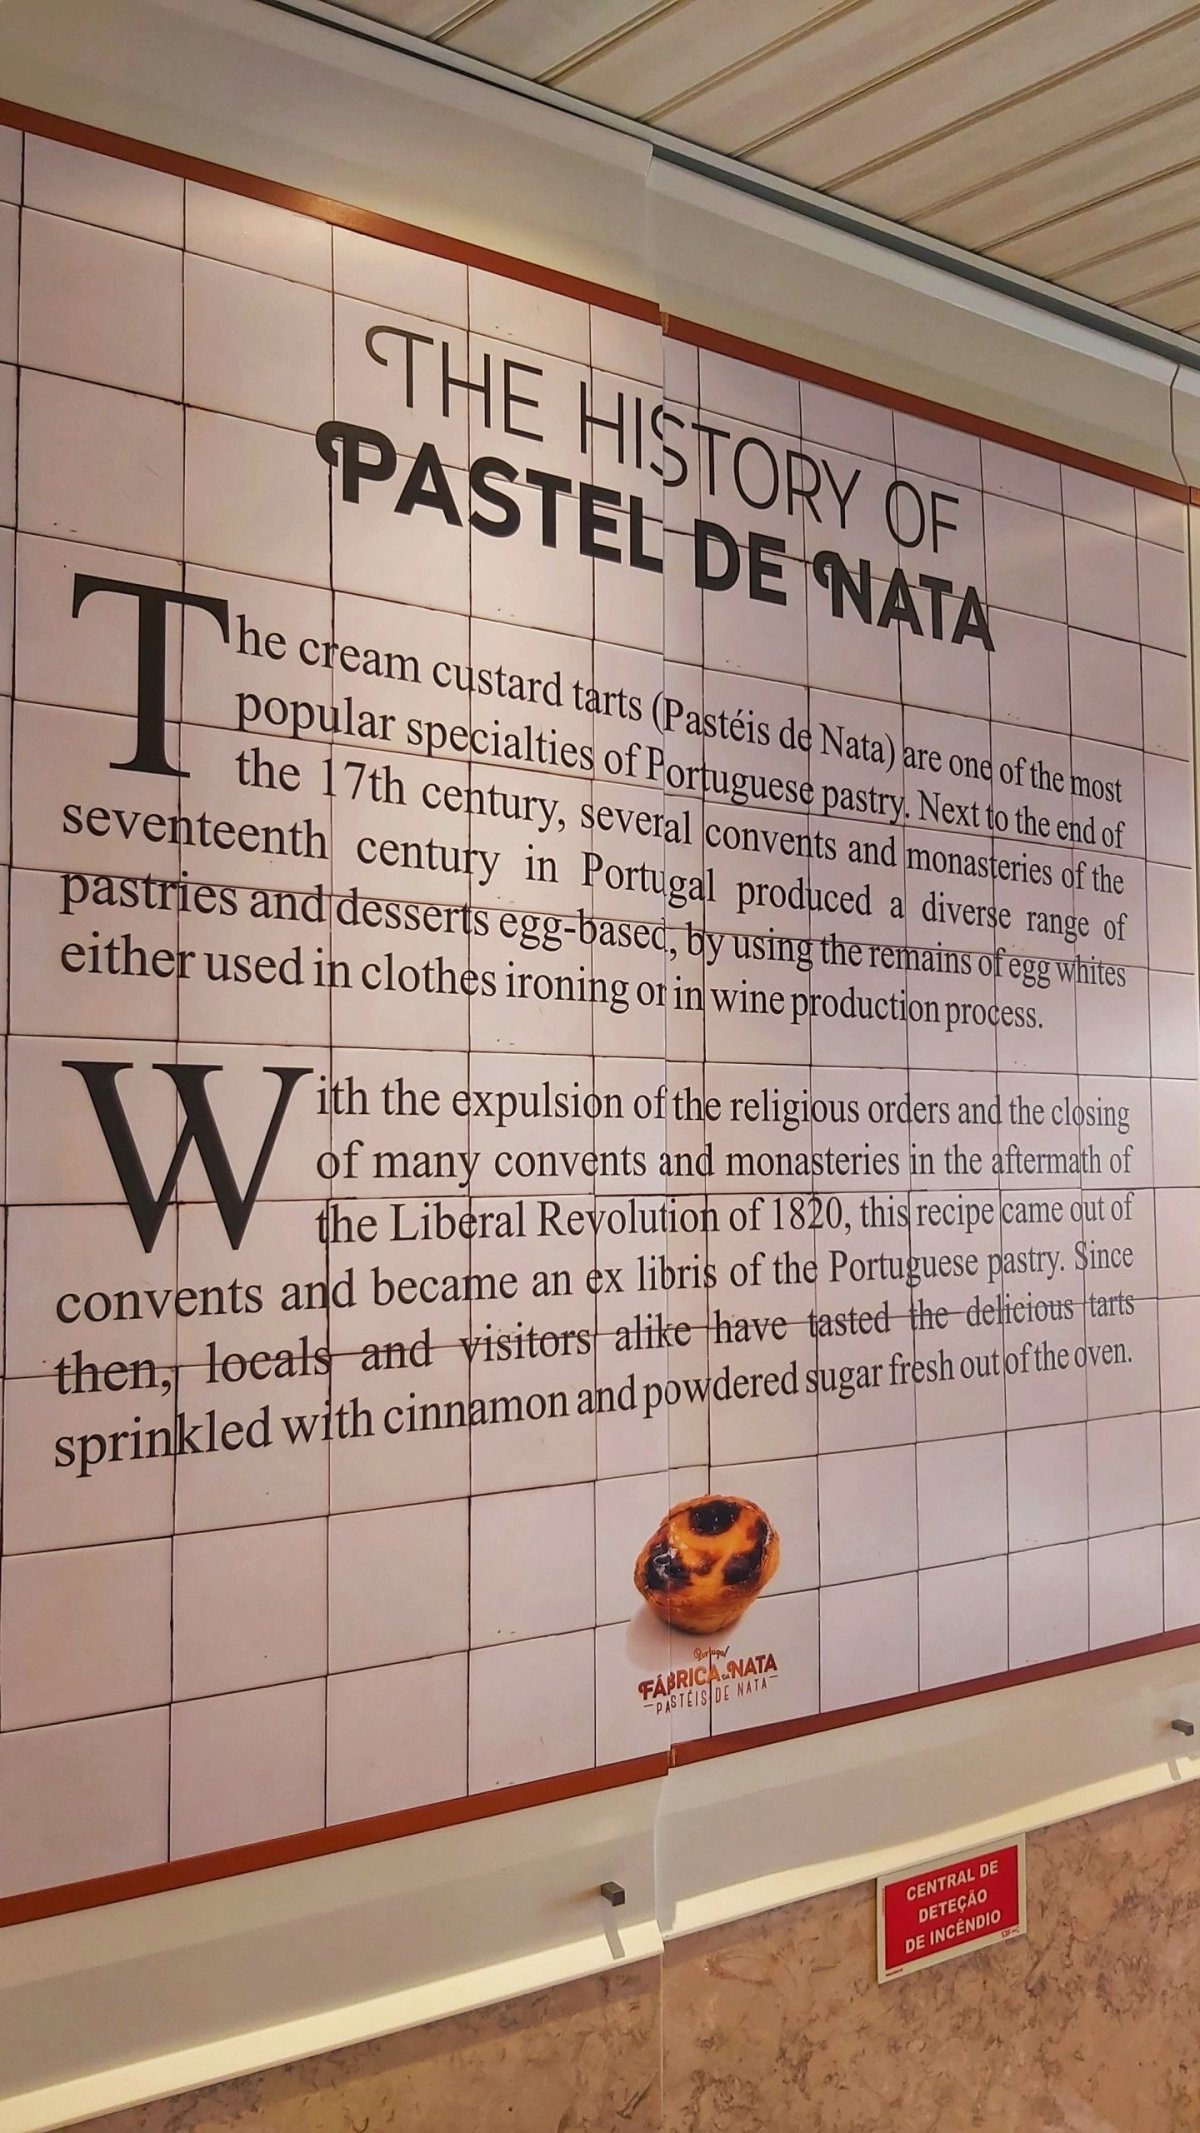 THE HISTORY OF
PASTEL DE NATA
The cream custard tarts (Pastéis de Nata) are one of the most
popular specialties of Portuguese pastry. Next to the end of
the 17th century, several convents and monasteries of the
seventeenth century in Portugal produced a diverse range of
pastries and desserts egg-based, by using the remains of egg whites
either used in clothes ironing or in wine production process.
With the expulsion of the religious orders and the closing
of many convents and monasteries in the aftermath of
the Liberal Revolution of 1820, this recipe came out of
convents and became an ex libris of the Portuguese pastry. Since
then, locals and visitors alike have tasted the delicious tarts
sprinkled with cinnamon and powdered sugar fresh out of the oven.
Portugal
FÁBRICA DA NATA
PASTÉIS DE NATA
CENTRAL DE
DETEÇÃO
DE INCÊNDIO